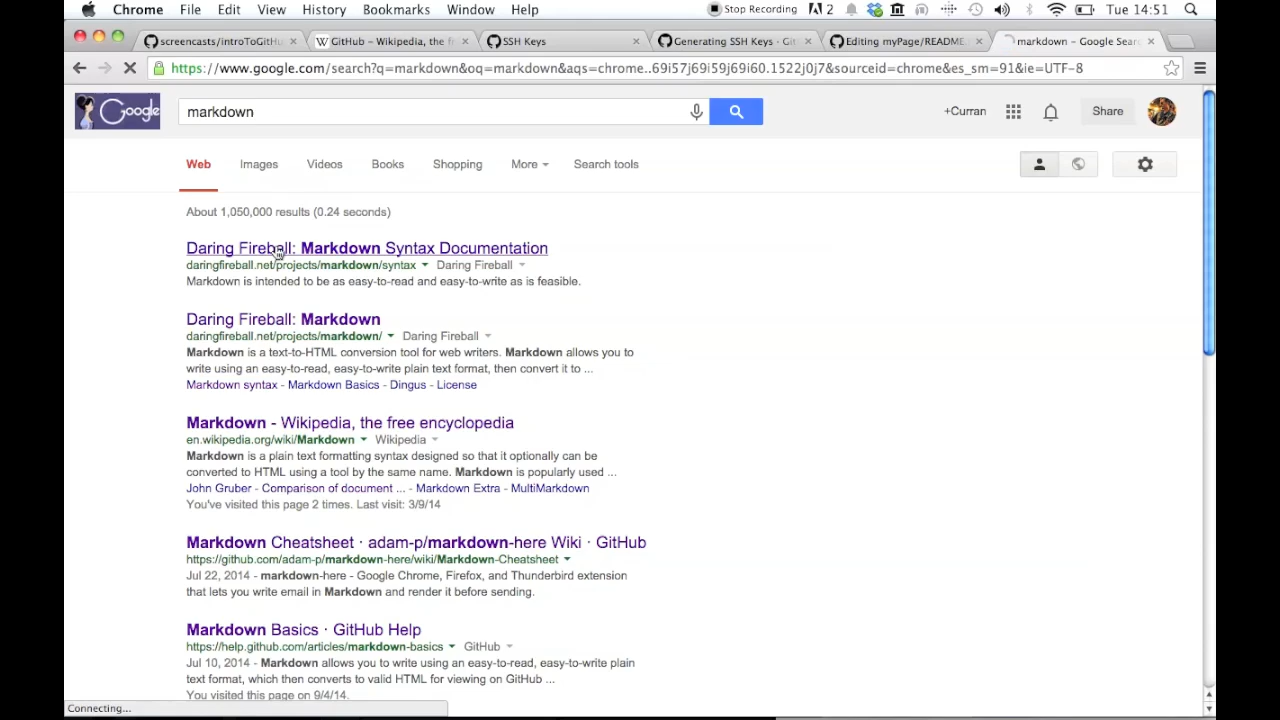 Chrome File Edit View History Bookmarks Window Help Stop Recording 2 Tue 14:51
screencasts/introToGitHu GitHub – Wikipedia, the fr SSH Keys Generating SSH Keys · Git Editing myPage/README. markdown – Google Sear
https://www.google.com/search?q=markdown&oq=markdown&aqs=chrome..69i57j69i59j69i60.1522j0j7&sourceid=chrome&es_sm=91&ie=UTF-8
Google markdown +Curran Share
Web Images Videos Books Shopping More Search tools
About 1,050,000 results (0.24 seconds)
Daring Fireball: Markdown Syntax Documentation
daringfireball.net/projects/markdown/syntax Daring Fireball
Markdown is intended to be as easy-to-read and easy-to-write as is feasible.
Daring Fireball: Markdown
daringfireball.net/projects/markdown/ Daring Fireball
Markdown is a text-to-HTML conversion tool for web writers. Markdown allows you to
write using an easy-to-read, easy-to-write plain text format, then convert it to ...
Markdown syntax - Markdown Basics - Dingus - License
Markdown - Wikipedia, the free encyclopedia
en.wikipedia.org/wiki/Markdown Wikipedia
Markdown is a plain text formatting syntax designed so that it optionally can be
converted to HTML using a tool by the same name. Markdown is popularly used ...
John Gruber - Comparison of document ... - Markdown Extra - MultiMarkdown
You've visited this page 2 times. Last visit: 3/9/14
Markdown Cheatsheet · adam-p/markdown-here Wiki · GitHub
https://github.com/adam-p/markdown-here/wiki/Markdown-Cheatsheet
Jul 22, 2014 - markdown-here - Google Chrome, Firefox, and Thunderbird extension
that lets you write email in Markdown and render it before sending.
Markdown Basics · GitHub Help
https://help.github.com/articles/markdown-basics GitHub
Jul 10, 2014 - Markdown allows you to write using an easy-to-read, easy-to-write plain
text format, which then converts to valid HTML for viewing on GitHub ...
You visited this page on 9/4/14.
Connecting...